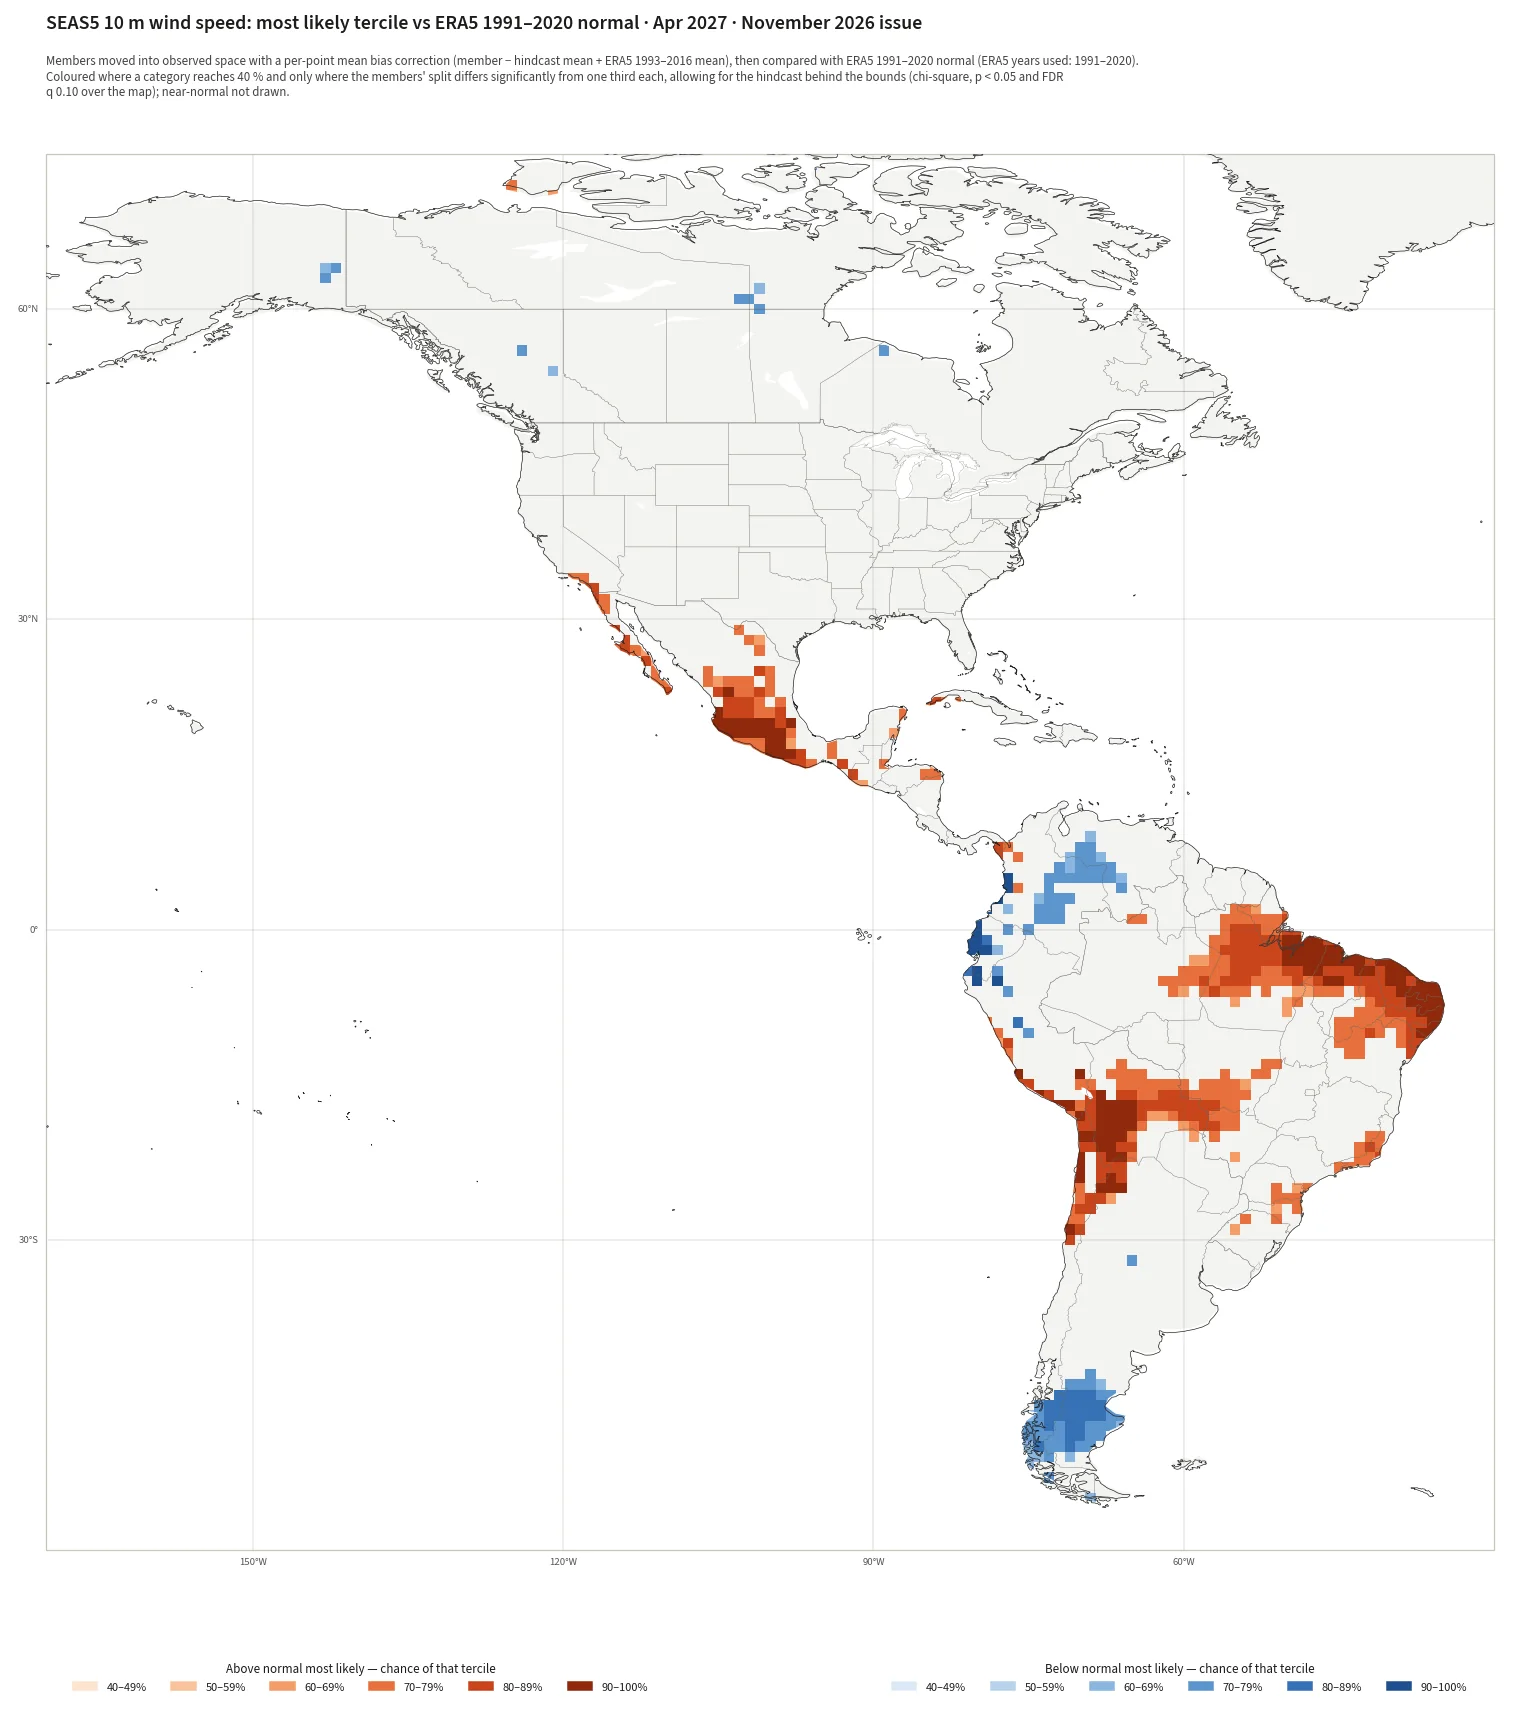 SEAS5 10 m wind speed: most likely tercile vs ERA5 1991–2020 normal · Apr 2027 · November 2026 issue
Members moved into observed space with a per-point mean bias correction (member − hindcast mean + ERA5 1993–2016 mean), then compared with ERA5 1991–2020 normal (ERA5 years used: 1991–2020).
Coloured where a category reaches 40 % and only where the members' split differs significantly from one third each, allowing for the hindcast behind the bounds (chi-square, p < 0.05 and FDR
q 0.10 over the map); near-normal not drawn.
60°N
30°N
0°
30°S
150°W 120°W 90°W 60°W
Above normal most likely — chance of that tercile
40–49% 50–59% 60–69% 70–79% 80–89% 90–100%
Below normal most likely — chance of that tercile
40–49% 50–59% 60–69% 70–79% 80–89% 90–100%